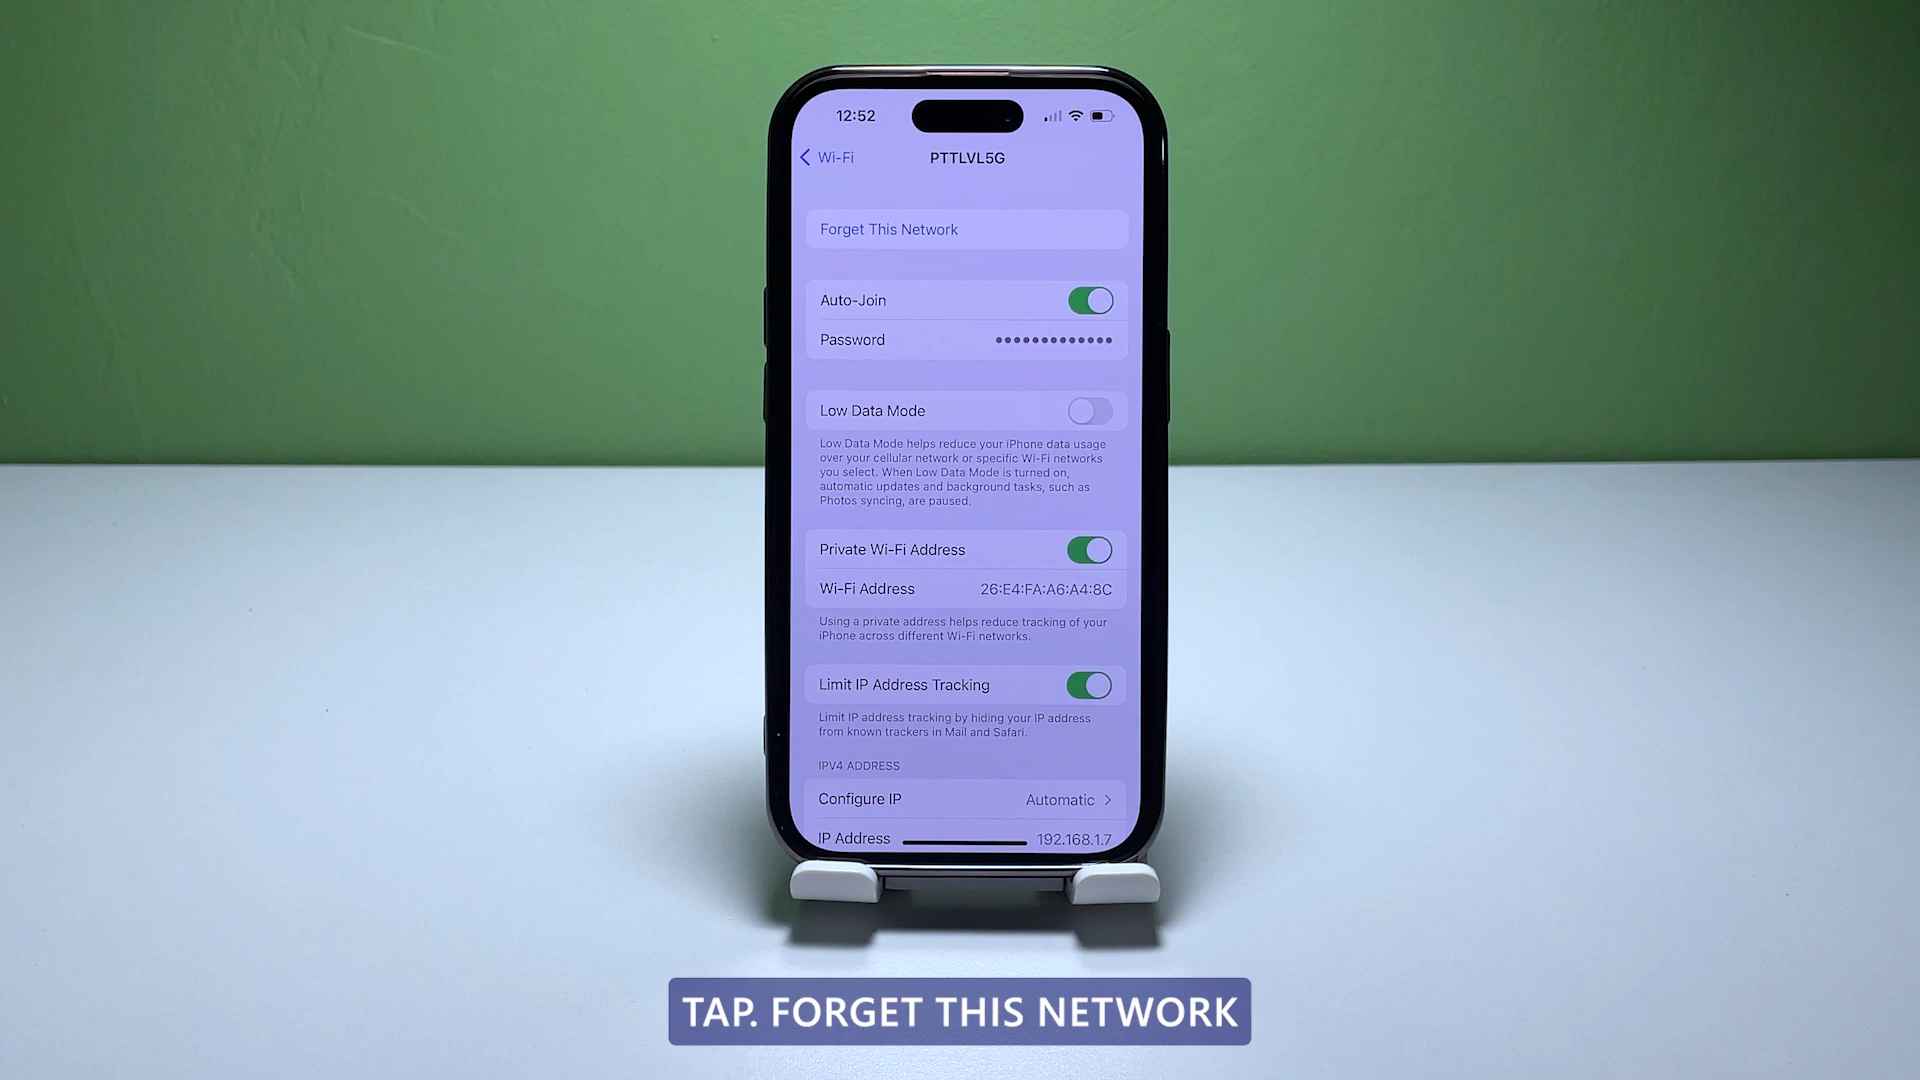 12:52
Wi-Fi
PTTLVL5G
Forget This Network
Auto-Join
Password ●●●●●●●●●●●●●
Low Data Mode
Low Data Mode helps reduce your iPhone data usage
over your cellular network or specific Wi-Fi networks
you select. When Low Data Mode is turned on,
automatic updates and background tasks, such as
Photos syncing, are paused.
Private Wi-Fi Address
Wi-Fi Address 26:E4:FA:A6:A4:8C
Using a private address helps reduce tracking of your
iPhone across different Wi-Fi networks.
Limit IP Address Tracking
Limit IP address tracking by hiding your IP address
from known trackers in Mail and Safari.
IPV4 ADDRESS
Configure IP Automatic
IP Address 192.168.1.7
TAP. FORGET THIS NETWORK